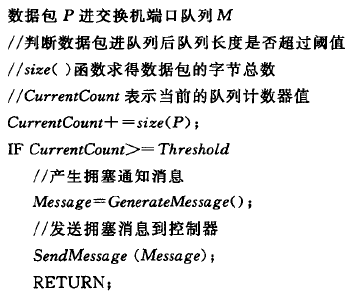 数据包 P 进交换机端口队列 M
//判断数据包进队列后队列长度是否超过阈值
//size( )函数求得数据包的字节总数
//CurrentCount 表示当前的队列计数器值
CurrentCount+=size(P);
IF CurrentCount>=Threshold
//产生拥塞通知消息
Message=GenerateMessage();
//发送拥塞消息到控制器
SendMessage (Message);
RETURN;